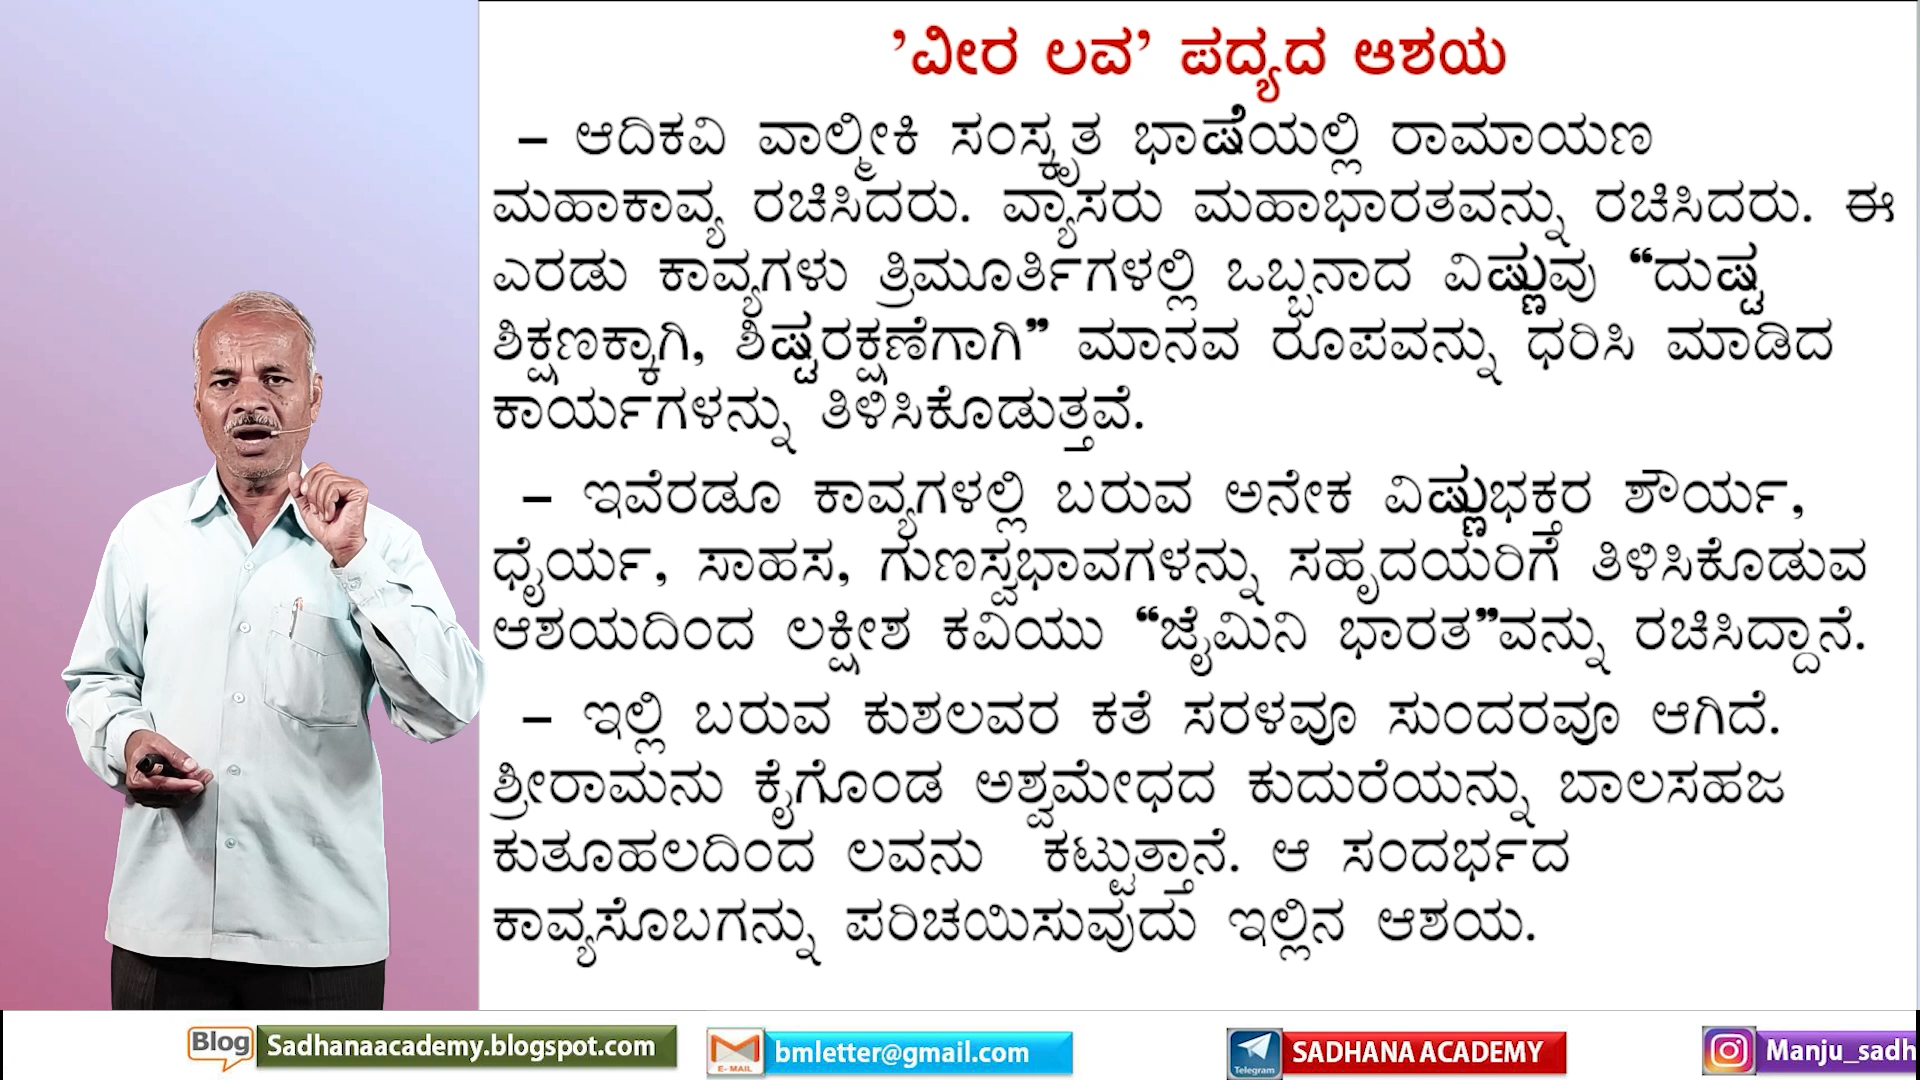 ’ವೀರ ಲವ’ ಪದ್ಯದ ಆಶಯ
– ಆದಿಕವಿ ವಾಲ್ಮೀಕಿ ಸಂಸ್ಕೃತ ಭಾಷೆಯಲ್ಲಿ ರಾಮಾಯಣ
ಮಹಾಕಾವ್ಯ ರಚಿಸಿದರು. ವ್ಯಾಸರು ಮಹಾಭಾರತವನ್ನು ರಚಿಸಿದರು. ಈ
ಎರಡು ಕಾವ್ಯಗಳು ತ್ರಿಮೂರ್ತಿಗಳಲ್ಲಿ ಒಬ್ಬನಾದ ವಿಷ್ಣುವು “ದುಷ್ಟ
ಶಿಕ್ಷಣಕ್ಕಾಗಿ, ಶಿಷ್ಟರಕ್ಷಣೆಗಾಗಿ” ಮಾನವ ರೂಪವನ್ನು ಧರಿಸಿ ಮಾಡಿದ
ಕಾರ್ಯಗಳನ್ನು ತಿಳಿಸಿಕೊಡುತ್ತವೆ.
– ಇವೆರಡೂ ಕಾವ್ಯಗಳಲ್ಲಿ ಬರುವ ಅನೇಕ ವಿಷ್ಣುಭಕ್ತರ ಶೌರ್ಯ,
ಧೈರ್ಯ, ಸಾಹಸ, ಗುಣಸ್ವಭಾವಗಳನ್ನು ಸಹೃದಯರಿಗೆ ತಿಳಿಸಿಕೊಡುವ
ಆಶಯದಿಂದ ಲಕ್ಷ್ಮೀಶ ಕವಿಯು “ಜೈಮಿನಿ ಭಾರತ”ವನ್ನು ರಚಿಸಿದ್ದಾನೆ.
– ಇಲ್ಲಿ ಬರುವ ಕುಶಲವರ ಕತೆ ಸರಳವೂ ಸುಂದರವೂ ಆಗಿದೆ.
ಶ್ರೀರಾಮನು ಕೈಗೊಂಡ ಅಶ್ವಮೇಧದ ಕುದುರೆಯನ್ನು ಬಾಲಸಹಜ
ಕುತೂಹಲದಿಂದ ಲವನು ಕಟ್ಟುತ್ತಾನೆ. ಆ ಸಂದರ್ಭದ
ಕಾವ್ಯಸೊಬಗನ್ನು ಪರಿಚಯಿಸುವುದು ಇಲ್ಲಿನ ಆಶಯ.
Blog Sadhanaacademy.blogspot.com E- MAIL bmletter@gmail.com Telegram SADHANA ACADEMY Manju_sadh